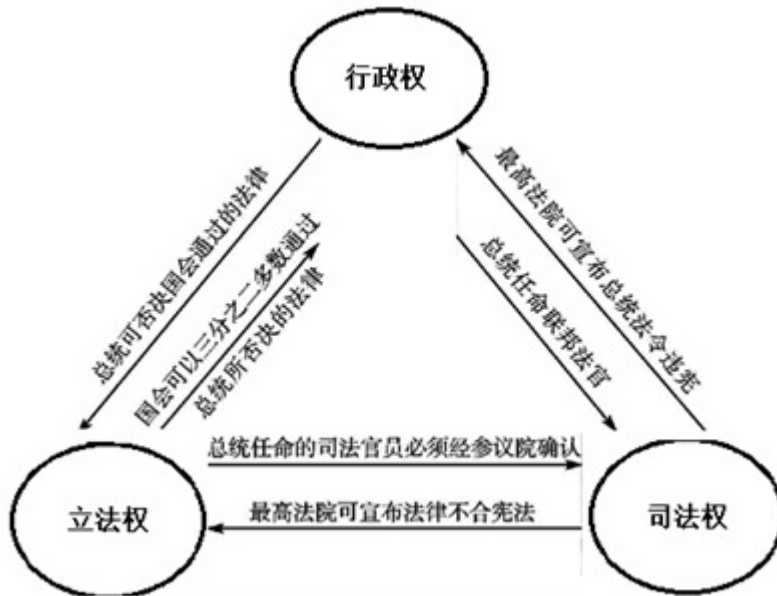 行政权
总统可否决国会通过的法律
国会可以三分之二多数通过
总统所否决的法律
总统任命联邦法官
最高法院可宣布总统法令违宪
立法权
总统任命的司法官员必须经参议院确认
最高法院可宣布法律不合宪法
司法权